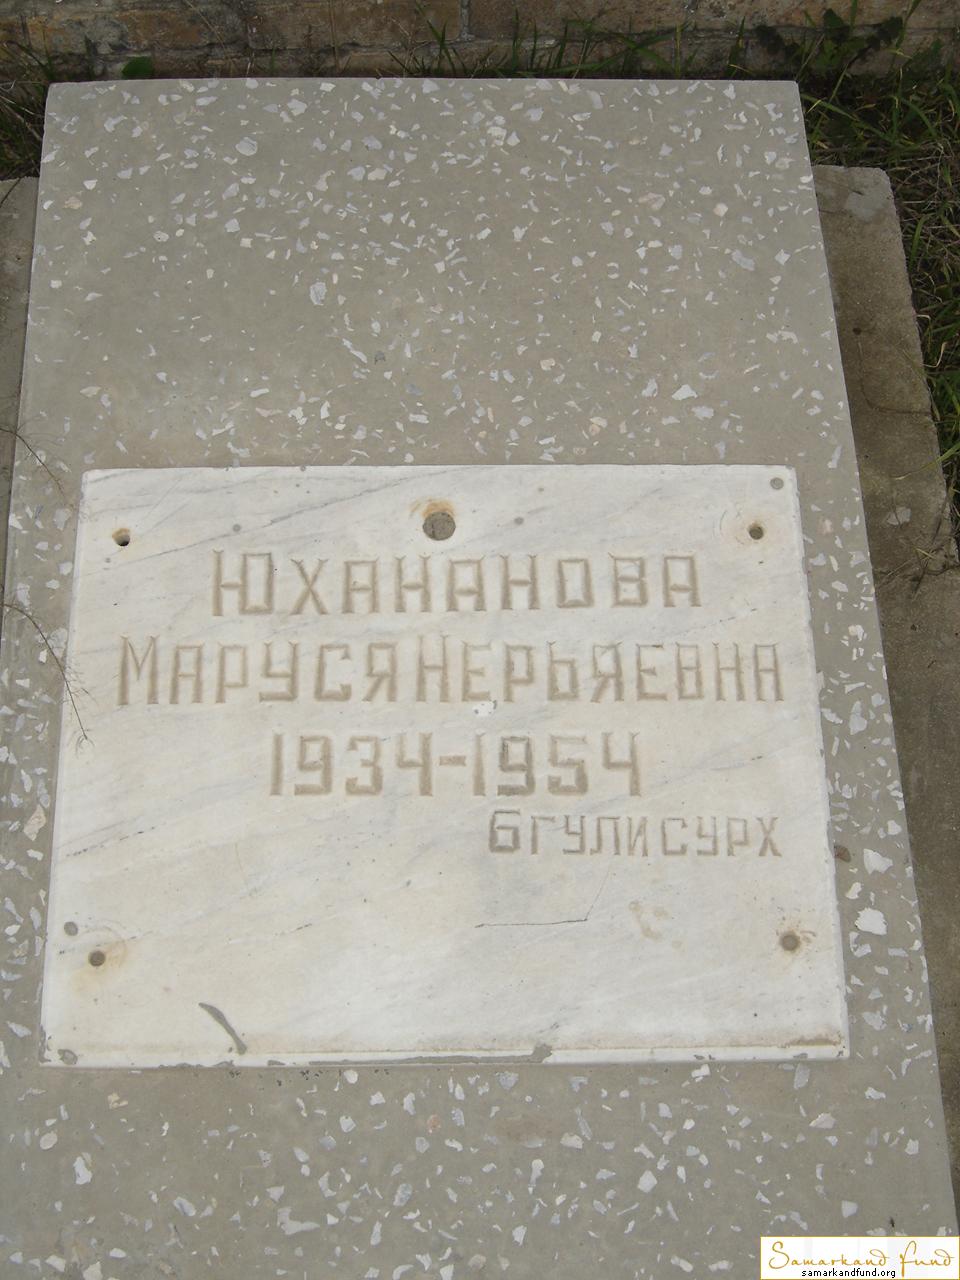 ЮХАНАНОВА
МАРУСЯ НЕРЬЯЕВНА
1934-1954
6 ГУЛИ СУРХ
Samarkand Fund
samarkandfund.org